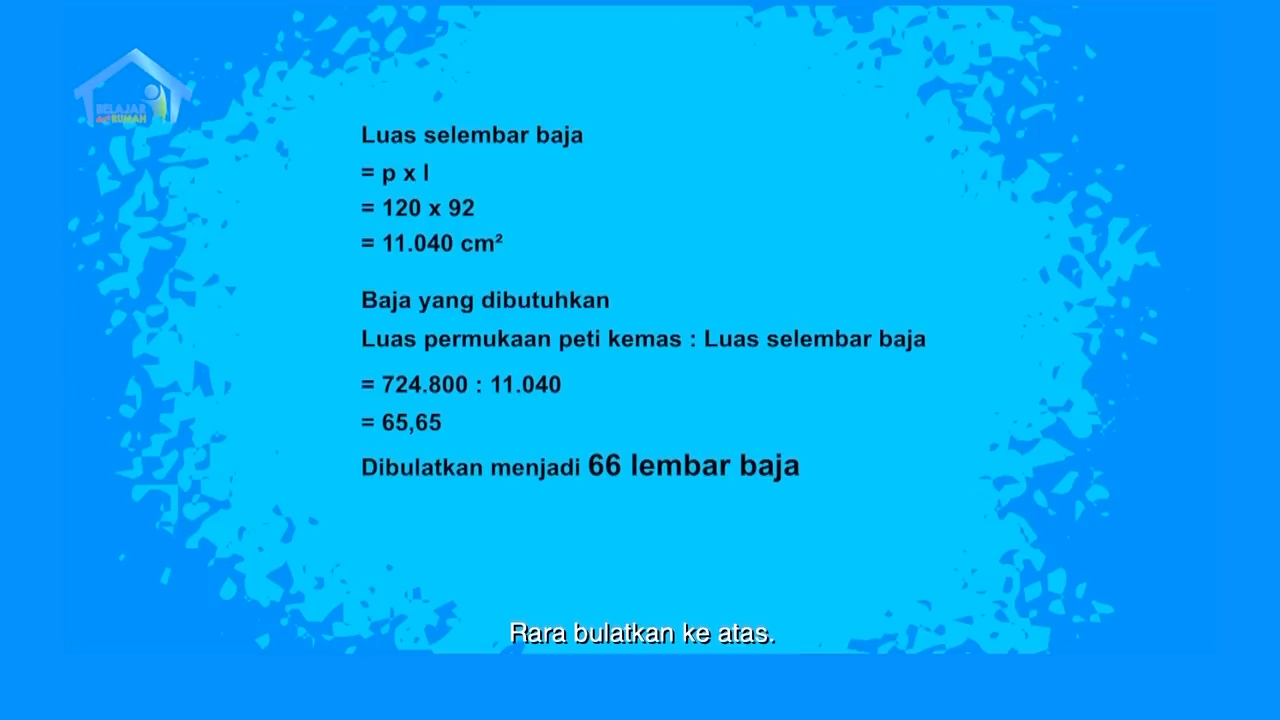 BELAJAR
dari RUMAH
Luas selembar baja
= p x l
= 120 x 92
= 11.040 cm²
Baja yang dibutuhkan
Luas permukaan peti kemas : Luas selembar baja
= 724.800 : 11.040
= 65,65
Dibulatkan menjadi 66 lembar baja
Rara bulatkan ke atas.